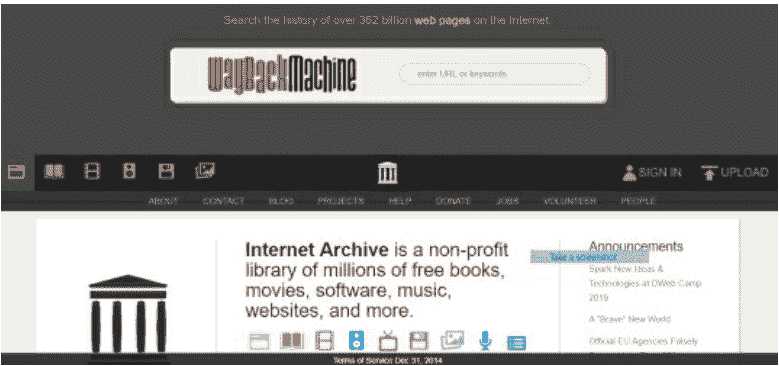 Search the history of over 362 billion web pages on the Internet.
WayBackMachine
enter URL or keywords
SIGN IN
UPLOAD
ABOUT CONTACT BLOG PROJECTS HELP DONATE JOBS VOLUNTEER PEOPLE
Internet Archive is a non-profit
library of millions of free books,
movies, software, music,
websites, and more.
Announcements
Take a screenshot
Spark New Ideas &
Technologies at DWeb Camp
2019
A "Brave" New World
Official EU Agencies Falsely
Terms of Service Dec 31, 2014